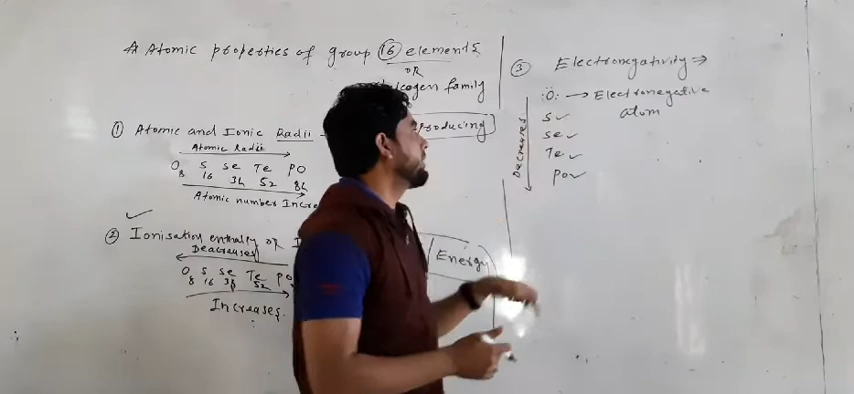 Atomic properties of group 16 elements
OR
family
① Atomic and Ionic Radii
producing
Atomic Radii
O S Se Te PO
8 16 34 52 84
Atomic number Incre
② Ionisation enthalpy or I
Energy
Deacreases
O S Se Te PO
8 16 34 52
Increases
③ Electronegativity ⇒
:O: → Electronegative
atom
S ✓
Se ✓
Te ✓
PO ✓
Decreases